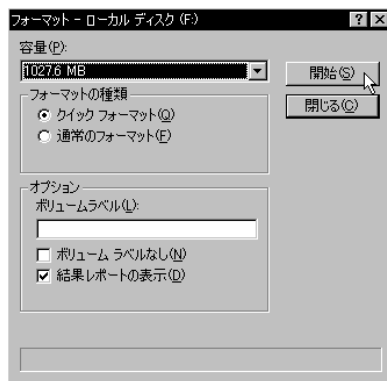 フォーマット - ローカル ディスク (F:)
容量(P):
1027.6 MB
開始(S)
閉じる(C)
フォーマットの種類
クイック フォーマット(Q)
通常のフォーマット(F)
オプション
ボリュームラベル(L):
ボリューム ラベルなし(N)
結果レポートの表示(D)